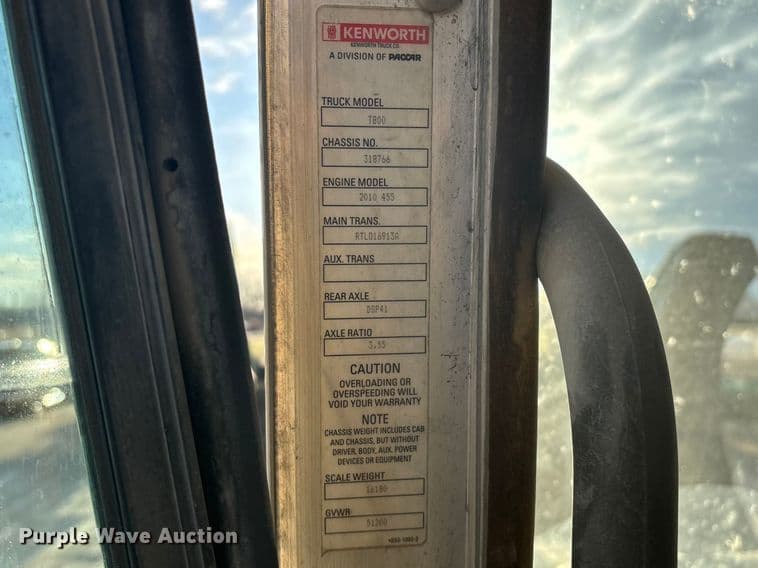 KENWORTH
KENWORTH TRUCK CO.
A DIVISION OF PACCAR
TRUCK MODEL
T800
CHASSIS NO.
318766
ENGINE MODEL
2010 455
MAIN TRANS.
RTLO16913A
AUX. TRANS
REAR AXLE
DSP41
AXLE RATIO
3.55
CAUTION
OVERLOADING OR
OVERSPEEDING WILL
VOID YOUR WARRANTY
NOTE
CHASSIS WEIGHT INCLUDES CAB
AND CHASSIS, BUT WITHOUT
DRIVER, BODY, AUX. POWER
DEVICES OR EQUIPMENT
SCALE WEIGHT
16180
GVWR
51200
Purple Wave Auction